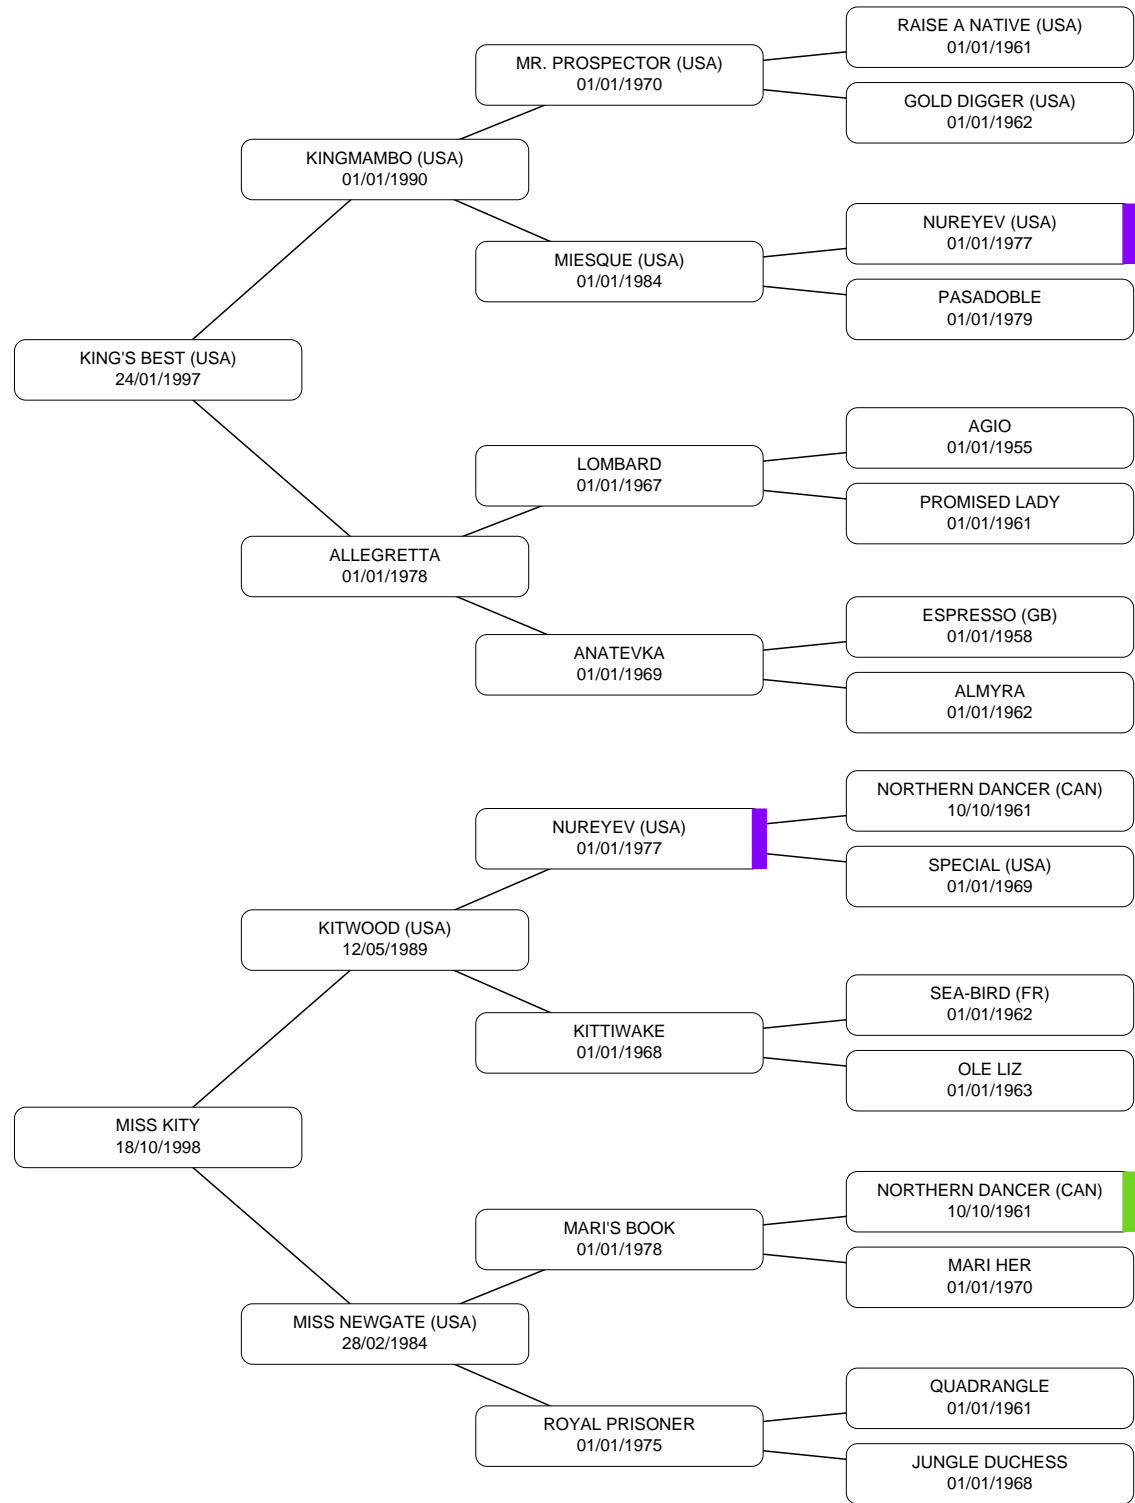 RAISE A NATIVE (USA)
01/01/1961
MR. PROSPECTOR (USA)
01/01/1970
GOLD DIGGER (USA)
01/01/1962
KINGMAMBO (USA)
01/01/1990
NUREYEV (USA)
01/01/1977
MIESQUE (USA)
01/01/1984
PASADOBLE
01/01/1979
KING'S BEST (USA)
24/01/1997
AGIO
01/01/1955
LOMBARD
01/01/1967
PROMISED LADY
01/01/1961
ALLEGRETTA
01/01/1978
ESPRESSO (GB)
01/01/1958
ANATEVKA
01/01/1969
ALMYRA
01/01/1962
NORTHERN DANCER (CAN)
10/10/1961
NUREYEV (USA)
01/01/1977
SPECIAL (USA)
01/01/1969
KITWOOD (USA)
12/05/1989
SEA-BIRD (FR)
01/01/1962
KITTIWAKE
01/01/1968
OLE LIZ
01/01/1963
MISS KITY
18/10/1998
NORTHERN DANCER (CAN)
10/10/1961
MARI'S BOOK
01/01/1978
MARI HER
01/01/1970
MISS NEWGATE (USA)
28/02/1984
QUADRANGLE
01/01/1961
ROYAL PRISONER
01/01/1975
JUNGLE DUCHESS
01/01/1968